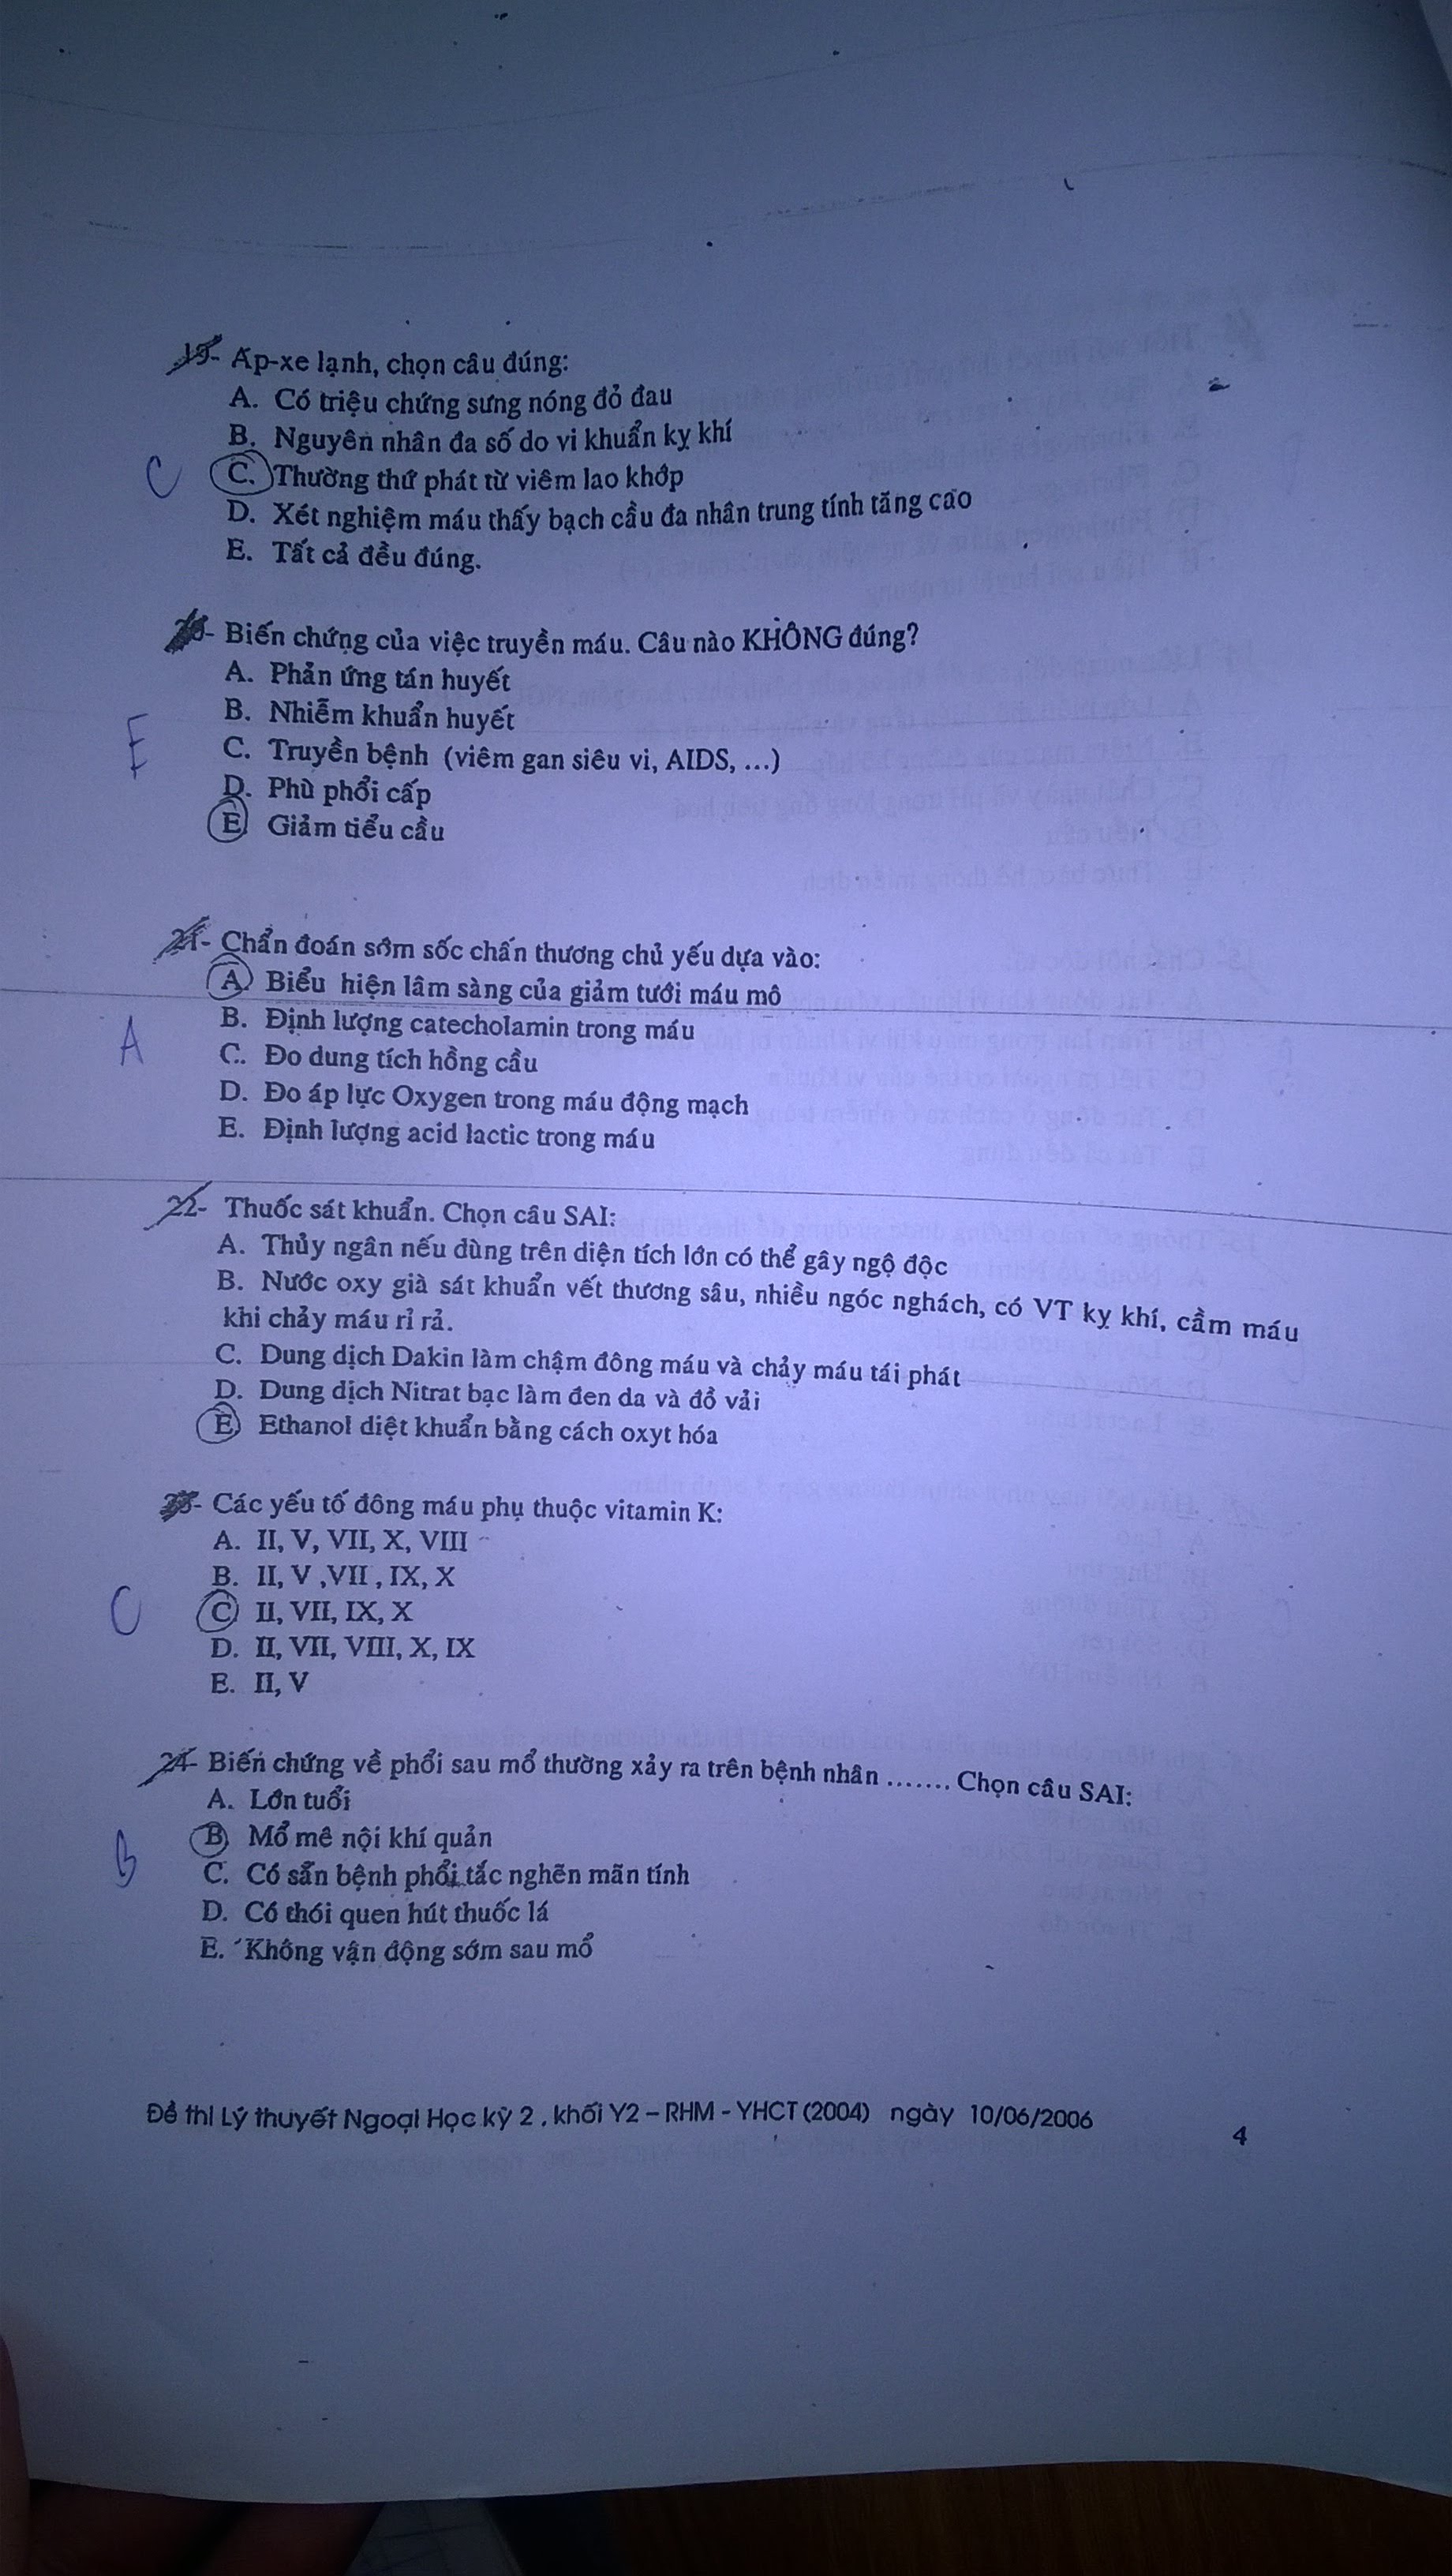 19- Áp-xe lạnh, chọn câu đúng:
A. Có triệu chứng sưng nóng đỏ đau
B. Nguyên nhân đa số do vi khuẩn kỵ khí
C C. Thường thứ phát từ viêm lao khớp
D. Xét nghiệm máu thấy bạch cầu đa nhân trung tính tăng cao
E. Tất cả đều đúng.
20- Biến chứng của việc truyền máu. Câu nào KHÔNG đúng?
A. Phản ứng tán huyết
B. Nhiễm khuẩn huyết
E C. Truyền bệnh (viêm gan siêu vi, AIDS, ...)
D. Phù phổi cấp
E. Giảm tiểu cầu
21- Chẩn đoán sớm sốc chấn thương chủ yếu dựa vào:
A. Biểu hiện lâm sàng của giảm tưới máu mô
A B. Định lượng catecholamin trong máu
C. Đo dung tích hồng cầu
D. Đo áp lực Oxygen trong máu động mạch
E. Định lượng acid lactic trong máu
22- Thuốc sát khuẩn. Chọn câu SAI:
A. Thủy ngân nếu dùng trên diện tích lớn có thể gây ngộ độc
B. Nước oxy già sát khuẩn vết thương sâu, nhiều ngóc nghách, có VT kỵ khí, cầm máu
khi chảy máu rỉ rả.
C. Dung dịch Dakin làm chậm đông máu và chảy máu tái phát
D. Dung dịch Nitrat bạc làm đen da và đồ vải
E. Ethanol diệt khuẩn bằng cách oxyt hóa
23- Các yếu tố đông máu phụ thuộc vitamin K:
A. II, V, VII, X, VIII
B. II, V ,VII , IX, X
C C. II, VII, IX, X
D. II, VII, VIII, X, IX
E. II, V
24- Biến chứng về phổi sau mổ thường xảy ra trên bệnh nhân ....... Chọn câu SAI:
A. Lớn tuổi
B B. Mổ mê nội khí quản
C. Có sẵn bệnh phổi tắc nghẽn mãn tính
D. Có thói quen hút thuốc lá
E. Không vận động sớm sau mổ
Đề thi Lý thuyết Ngoại Học kỳ 2 , khối Y2 – RHM - YHCT (2004) ngày 10/06/2006
4